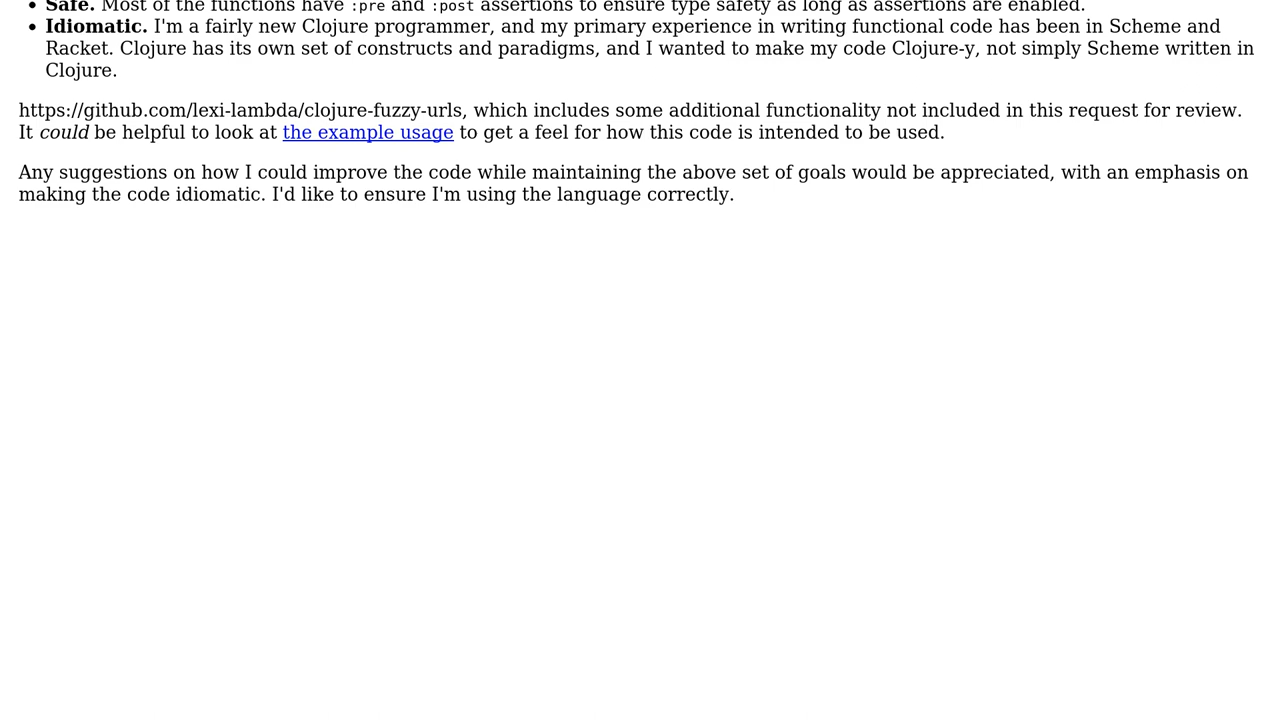 Safe. Most of the functions have :pre and :post assertions to ensure type safety as long as assertions are enabled.
Idiomatic. I'm a fairly new Clojure programmer, and my primary experience in writing functional code has been in Scheme and
Racket. Clojure has its own set of constructs and paradigms, and I wanted to make my code Clojure-y, not simply Scheme written in
Clojure.
https://github.com/lexi-lambda/clojure-fuzzy-urls, which includes some additional functionality not included in this request for review.
It could be helpful to look at the example usage to get a feel for how this code is intended to be used.
Any suggestions on how I could improve the code while maintaining the above set of goals would be appreciated, with an emphasis on
making the code idiomatic. I'd like to ensure I'm using the language correctly.